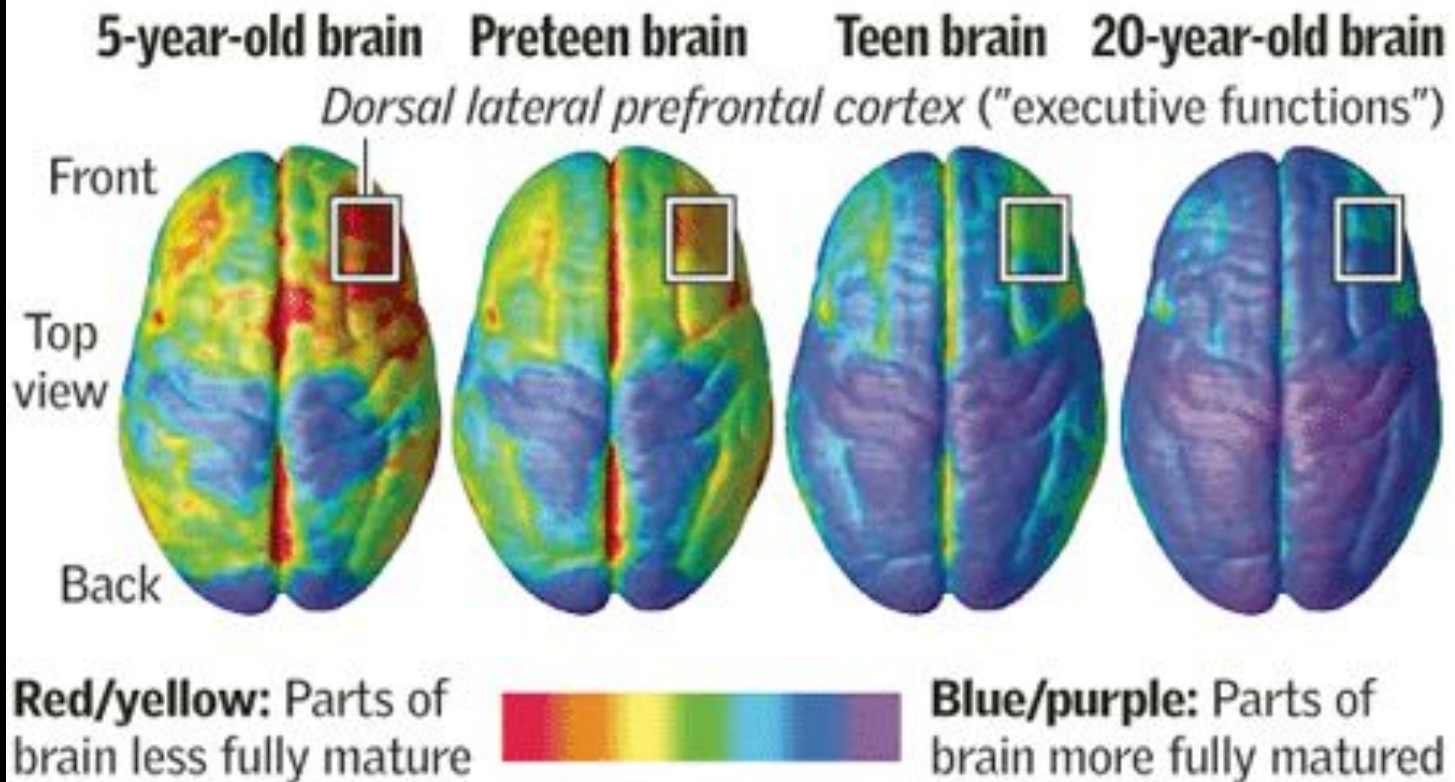 5-year-old brain Preteen brain Teen brain 20-year-old brain
Dorsal lateral prefrontal cortex ("executive functions")
Front
Top
view
Back
Red/yellow: Parts of
brain less fully mature
Blue/purple: Parts of
brain more fully matured